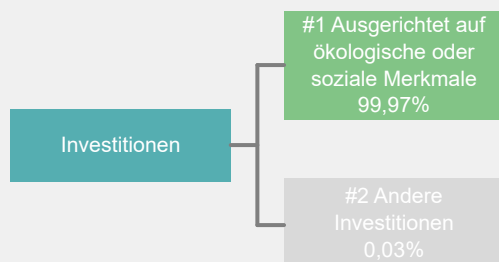 #1 Ausgerichtet auf
ökologische oder
soziale Merkmale
99,97%
Investitionen
#2 Andere
Investitionen
0,03%